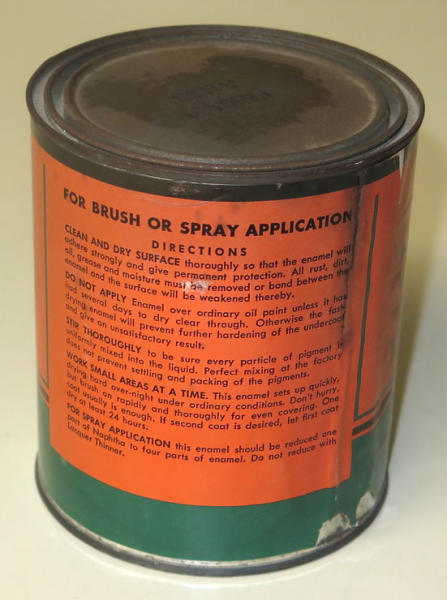 FOR BRUSH OR SPRAY APPLICATION
DIRECTIONS
CLEAN AND DRY SURFACE thoroughly so that the enamel will
adhere strongly and give permanent protection. All rust, dirt,
oil, grease and moisture must be removed or bond between the
enamel and the surface will be weakened thereby.
DO NOT APPLY Enamel over ordinary oil paint unless it has
had several days to dry clear through. Otherwise the fast-
drying enamel will prevent further hardening of the undercoat
and give an unsatisfactory result.
STIR THOROUGHLY to be sure every particle of pigment is
uniformly mixed into the liquid. Perfect mixing at the factory
does not prevent settling and packing of the pigments.
WORK SMALL AREAS AT A TIME. This enamel sets up quickly,
drying hard over-night under ordinary conditions. Don't hurry,
but brush on rapidly and thoroughly for even covering. One
coat usually is enough. If second coat is desired, let first coat
dry at least 24 hours.
FOR SPRAY APPLICATION this enamel should be reduced one
part of Naphtha to four parts of enamel. Do not reduce with
Lacquer Thinner.